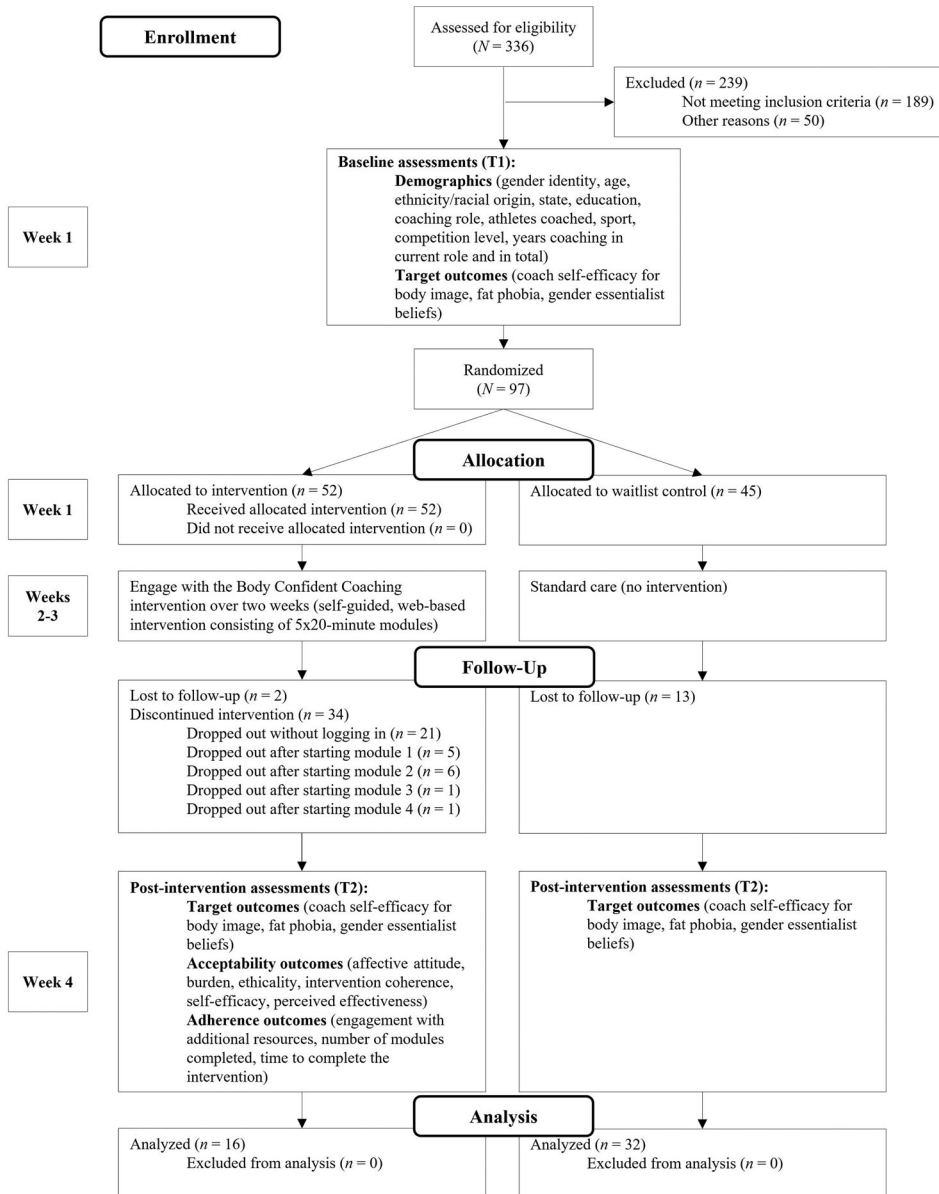 Enrollment
Assessed for eligibility
(N = 336)
Excluded (n = 239)
Not meeting inclusion criteria (n = 189)
Other reasons (n = 50)
Week 1
Baseline assessments (T1):
Demographics (gender identity, age,
ethnicity/racial origin, state, education,
coaching role, athletes coached, sport,
competition level, years coaching in
current role and in total)
Target outcomes (coach self-efficacy for
body image, fat phobia, gender essentialist
beliefs)
Randomized
(N = 97)
Allocation
Week 1
Allocated to intervention (n = 52)
Received allocated intervention (n = 52)
Did not receive allocated intervention (n = 0)
Allocated to waitlist control (n = 45)
Weeks
2-3
Engage with the Body Confident Coaching
intervention over two weeks (self-guided, web-based
intervention consisting of 5x20-minute modules)
Standard care (no intervention)
Follow-Up
Lost to follow-up (n = 2)
Discontinued intervention (n = 34)
Dropped out without logging in (n = 21)
Dropped out after starting module 1 (n = 5)
Dropped out after starting module 2 (n = 6)
Dropped out after starting module 3 (n = 1)
Dropped out after starting module 4 (n = 1)
Lost to follow-up (n = 13)
Week 4
Post-intervention assessments (T2):
Target outcomes (coach self-efficacy for
body image, fat phobia, gender essentialist
beliefs)
Acceptability outcomes (affective attitude,
burden, ethicality, intervention coherence,
self-efficacy, perceived effectiveness)
Adherence outcomes (engagement with
additional resources, number of modules
completed, time to complete the
intervention)
Post-intervention assessments (T2):
Target outcomes (coach self-efficacy for
body image, fat phobia, gender essentialist
beliefs)
Analysis
Analyzed (n = 16)
Excluded from analysis (n = 0)
Analyzed (n = 32)
Excluded from analysis (n = 0)